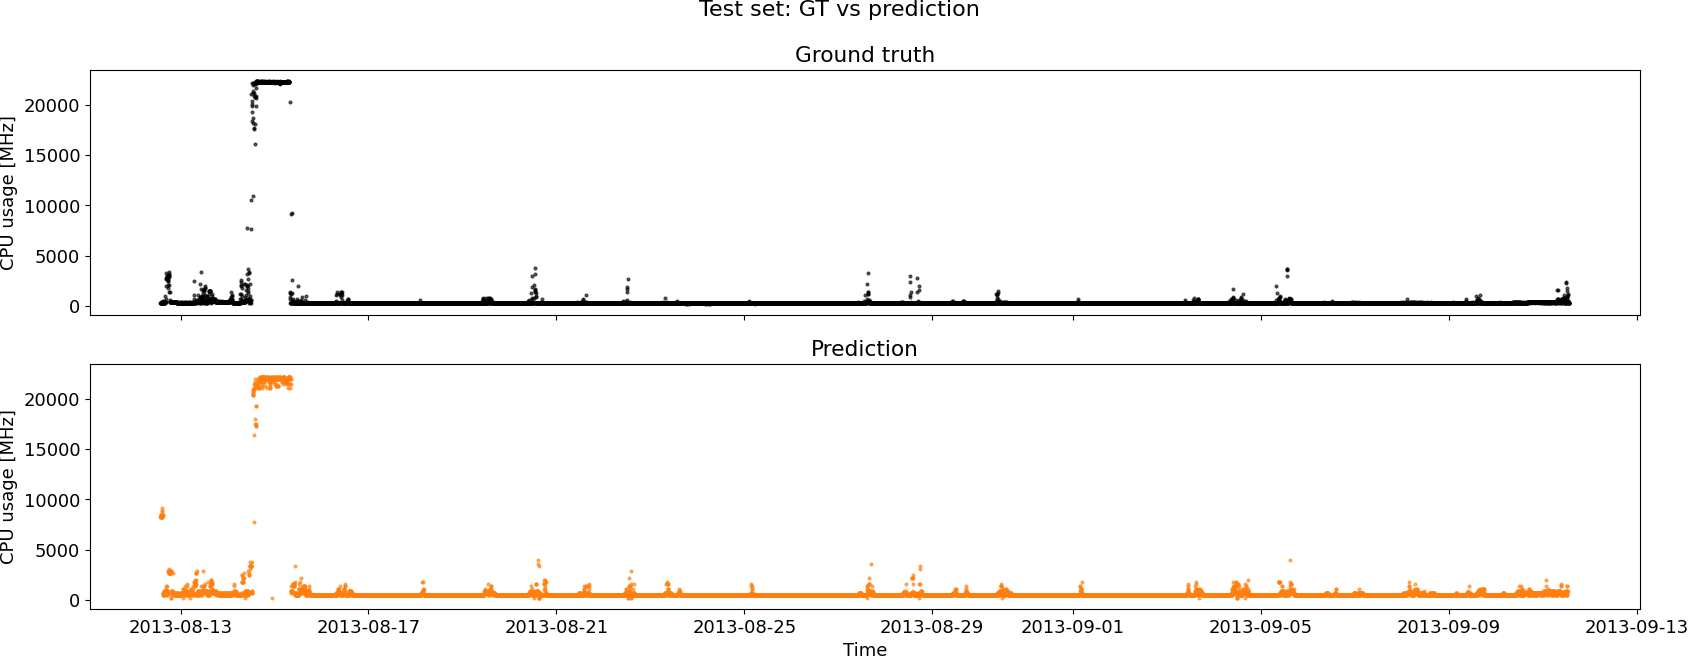 Test set: GT vs prediction
Ground truth
CPU usage [MHz]
20000
15000
10000
5000
0
Prediction
CPU usage [MHz]
20000
15000
10000
5000
0
2013-08-13 2013-08-17 2013-08-21 2013-08-25 2013-08-29 2013-09-01 2013-09-05 2013-09-09 2013-09-13
Time